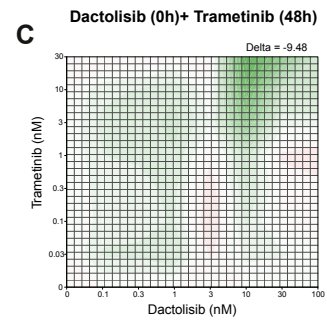 Dactolisib (0h)+ Trametinib (48h)
C
Delta = -9.48
30
10
3
1
0.3
0.1
0.03
0
Trametinib (nM)
0 0.1 0.3 1 3 10 30 100
Dactolisib (nM)